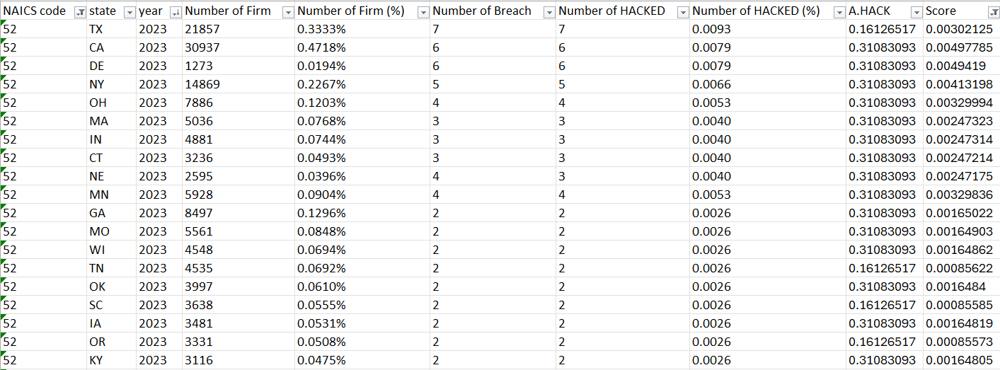 NAICS code state year Number of Firm Number of Firm (%) Number of Breach Number of HACKED Number of HACKED (%) A.HACK Score
52 TX 2023 21857 0.3333% 7 7 0.0093 0.16126517 0.00302125
52 CA 2023 30937 0.4718% 6 6 0.0079 0.31083093 0.00497785
52 DE 2023 1273 0.0194% 6 6 0.0079 0.31083093 0.0049419
52 NY 2023 14869 0.2267% 5 5 0.0066 0.31083093 0.00413198
52 OH 2023 7886 0.1203% 4 4 0.0053 0.31083093 0.00329994
52 MA 2023 5036 0.0768% 3 3 0.0040 0.31083093 0.00247323
52 IN 2023 4881 0.0744% 3 3 0.0040 0.31083093 0.00247314
52 CT 2023 3236 0.0493% 3 3 0.0040 0.31083093 0.00247214
52 NE 2023 2595 0.0396% 4 3 0.0040 0.31083093 0.00247175
52 MN 2023 5928 0.0904% 4 4 0.0053 0.31083093 0.00329836
52 GA 2023 8497 0.1296% 2 2 0.0026 0.31083093 0.00165022
52 MO 2023 5561 0.0848% 2 2 0.0026 0.31083093 0.00164903
52 WI 2023 4548 0.0694% 2 2 0.0026 0.31083093 0.00164862
52 TN 2023 4535 0.0692% 2 2 0.0026 0.16126517 0.00085622
52 OK 2023 3997 0.0610% 2 2 0.0026 0.31083093 0.0016484
52 SC 2023 3638 0.0555% 2 2 0.0026 0.16126517 0.00085585
52 IA 2023 3481 0.0531% 2 2 0.0026 0.31083093 0.00164819
52 OR 2023 3331 0.0508% 2 2 0.0026 0.16126517 0.00085573
52 KY 2023 3116 0.0475% 2 2 0.0026 0.31083093 0.00164805